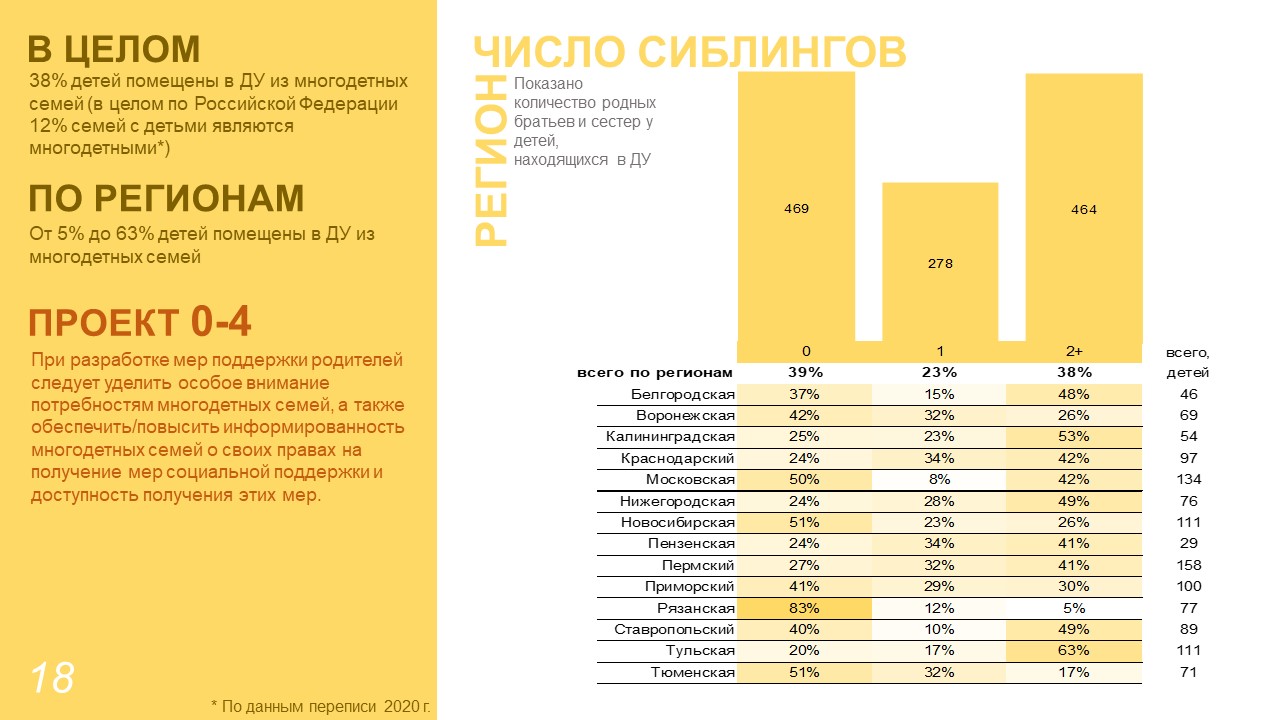 В ЦЕЛОМ
38% детей помещены в ДУ из многодетных
семей (в целом по Российской Федерации
12% семей с детьми являются
многодетными*)
ПО РЕГИОНАМ
От 5% до 63% детей помещены в ДУ из
многодетных семей
ПРОЕКТ 0-4
При разработке мер поддержки родителей
следует уделить особое внимание
потребностям многодетных семей, а также
обеспечить/повысить информированность
многодетных семей о своих правах на
получение мер социальной поддержки и
доступность получения этих мер.
18
* По данным переписи 2020 г.
ЧИСЛО СИБЛИНГОВ
РЕГИОН
Показано
количество родных
братьев и сестер у
детей,
находящихся в ДУ
469
278
464
0 1 2+ всего,
всего по регионам 39% 23% 38% детей
Белгородская 37% 15% 48% 46
Воронежская 42% 32% 26% 69
Калининградская 25% 23% 53% 54
Краснодарский 24% 34% 42% 97
Московская 50% 8% 42% 134
Нижегородская 24% 28% 49% 76
Новосибирская 51% 23% 26% 111
Пензенская 24% 34% 41% 29
Пермский 27% 32% 41% 158
Приморский 41% 29% 30% 100
Рязанская 83% 12% 5% 77
Ставропольский 40% 10% 49% 89
Тульская 20% 17% 63% 111
Тюменская 51% 32% 17% 71